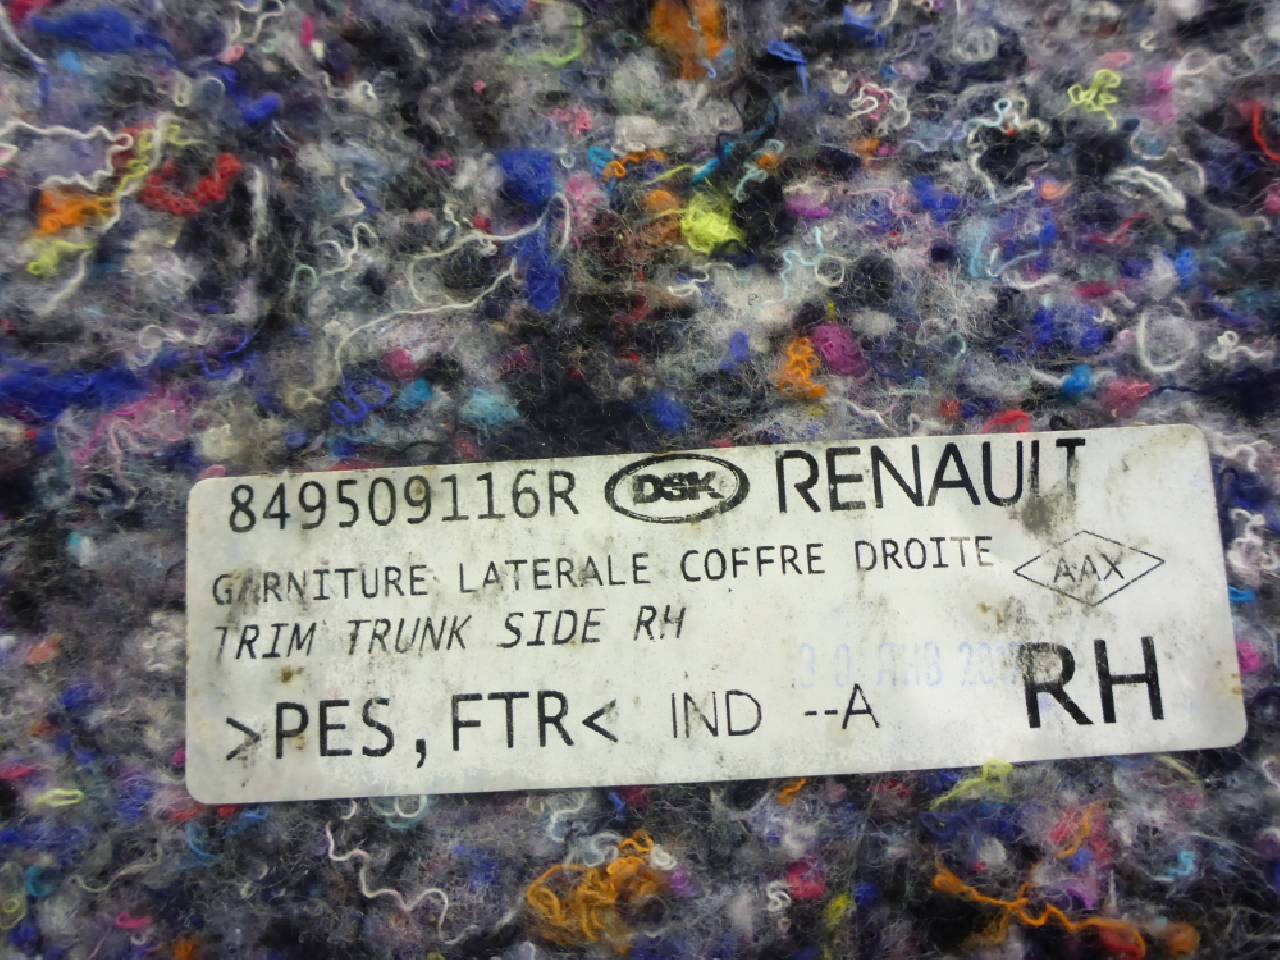 849509116R DSK RENAULT
GARNITURE LATERALE COFFRE DROITE AAX
TRIM TRUNK SIDE RH
>PES,FTR< IND --A RH